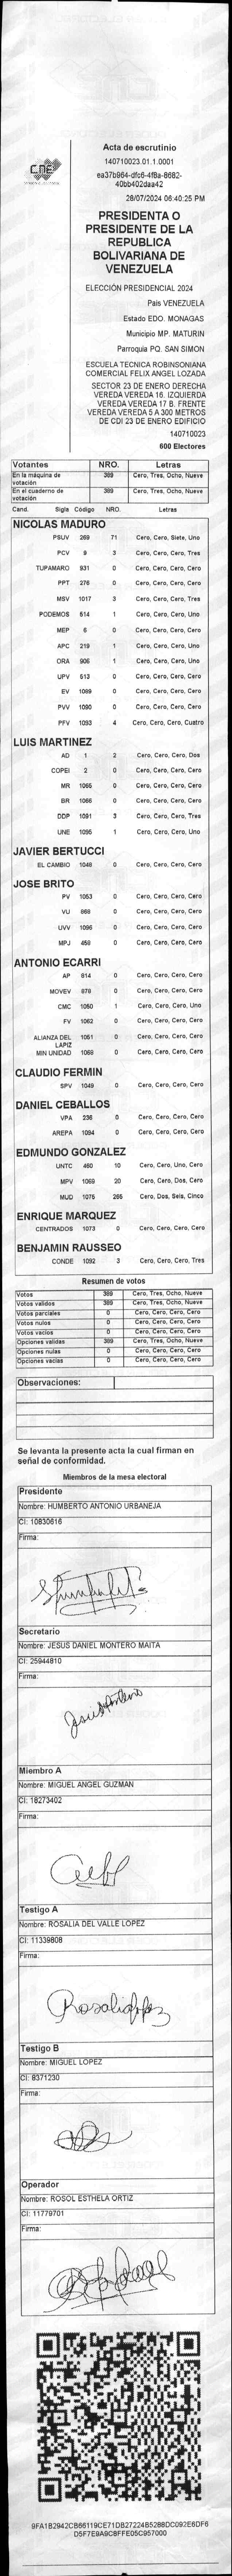 CNE
Acta de escrutinio
140710023.01.1.0001
ea37b964-dfc6-4f8a-8682-
40bb402daa42
28/07/2024 06:40:25 PM
PRESIDENTA O
PRESIDENTE DE LA
REPUBLICA
BOLIVARIANA DE
VENEZUELA
ELECCIÓN PRESIDENCIAL 2024
País VENEZUELA
Estado EDO. MONAGAS
Municipio MP. MATURIN
Parroquia PQ. SAN SIMON
ESCUELA TECNICA ROBINSONIANA
COMERCIAL FELIX ANGEL LOZADA
SECTOR 23 DE ENERO DERECHA
VEREDA VEREDA 16. IZQUIERDA
VEREDA VEREDA 17 B. FRENTE
VEREDA VEREDA 5 A 300 METROS
DE CDI 23 DE ENERO EDIFICIO
140710023
600 Electores
Votantes NRO. Letras
En la máquina de votación 389 Cero, Tres, Ocho, Nueve
En el cuaderno de votación 389 Cero, Tres, Ocho, Nueve
Cand. Sigla Código NRO. Letras
NICOLAS MADURO
PSUV 269 71 Cero, Cero, Siete, Uno
PCV 9 3 Cero, Cero, Cero, Tres
TUPAMARO 931 0 Cero, Cero, Cero, Cero
PPT 276 0 Cero, Cero, Cero, Cero
MSV 1017 3 Cero, Cero, Cero, Tres
PODEMOS 514 1 Cero, Cero, Cero, Uno
MEP 6 0 Cero, Cero, Cero, Cero
APC 219 1 Cero, Cero, Cero, Uno
ORA 906 1 Cero, Cero, Cero, Uno
UPV 513 0 Cero, Cero, Cero, Cero
EV 1089 0 Cero, Cero, Cero, Cero
PVV 1090 0 Cero, Cero, Cero, Cero
PFV 1093 4 Cero, Cero, Cero, Cuatro
LUIS MARTINEZ
AD 1 2 Cero, Cero, Cero, Dos
COPEI 2 0 Cero, Cero, Cero, Cero
MR 1065 0 Cero, Cero, Cero, Cero
BR 1066 0 Cero, Cero, Cero, Cero
DDP 1091 3 Cero, Cero, Cero, Tres
UNE 1095 1 Cero, Cero, Cero, Uno
JAVIER BERTUCCI
EL CAMBIO 1048 0 Cero, Cero, Cero, Cero
JOSE BRITO
PV 1053 0 Cero, Cero, Cero, Cero
VU 868 0 Cero, Cero, Cero, Cero
UVV 1096 0 Cero, Cero, Cero, Cero
MPJ 458 0 Cero, Cero, Cero, Cero
ANTONIO ECARRI
AP 614 0 Cero, Cero, Cero, Cero
MOVEV 878 0 Cero, Cero, Cero, Cero
CMC 1050 1 Cero, Cero, Cero, Uno
FV 1062 0 Cero, Cero, Cero, Cero
ALIANZA DEL LAPIZ 1051 0 Cero, Cero, Cero, Cero
MIN UNIDAD 1068 0 Cero, Cero, Cero, Cero
CLAUDIO FERMIN
SPV 1049 0 Cero, Cero, Cero, Cero
DANIEL CEBALLOS
VPA 236 0 Cero, Cero, Cero, Cero
AREPA 1094 0 Cero, Cero, Cero, Cero
EDMUNDO GONZALEZ
UNTC 460 10 Cero, Cero, Uno, Cero
MPV 1069 20 Cero, Cero, Dos, Cero
MUD 1075 265 Cero, Dos, Seis, Cinco
ENRIQUE MARQUEZ
CENTRADOS 1073 0 Cero, Cero, Cero, Cero
BENJAMIN RAUSSEO
CONDE 1092 3 Cero, Cero, Cero, Tres
Resumen de votos
Votos 389 Cero, Tres, Ocho, Nueve
Votos validos 389 Cero, Tres, Ocho, Nueve
Votos parciales 0 Cero, Cero, Cero, Cero
Votos nulos 0 Cero, Cero, Cero, Cero
Votos vacios 0 Cero, Cero, Cero, Cero
Opciones validas 389 Cero, Tres, Ocho, Nueve
Opciones nulas 0 Cero, Cero, Cero, Cero
Opciones vacias 0 Cero, Cero, Cero, Cero
Observaciones:
Se levanta la presente acta la cual firman en
señal de conformidad.
Miembros de la mesa electoral
Presidente
Nombre: HUMBERTO ANTONIO URBANEJA
CI: 10830616
Firma:
Secretario
Nombre: JESUS DANIEL MONTERO MAITA
CI: 25944810
Firma:
Jesus Montero
Miembro A
Nombre: MIGUEL ANGEL GUZMAN
CI: 18273402
Firma:
Testigo A
Nombre: ROSALIA DEL VALLE LOPEZ
CI: 11339808
Firma:
Rosalia Lopez
Testigo B
Nombre: MIGUEL LOPEZ
CI: 8371230
Firma:
Operador
Nombre: ROSOL ESTHELA ORTIZ
CI: 11779701
Firma:
9FA1B2942CB66119CE71DB27224B5288DC092E6DF6
D5F7E9A9C8FFE05C957000